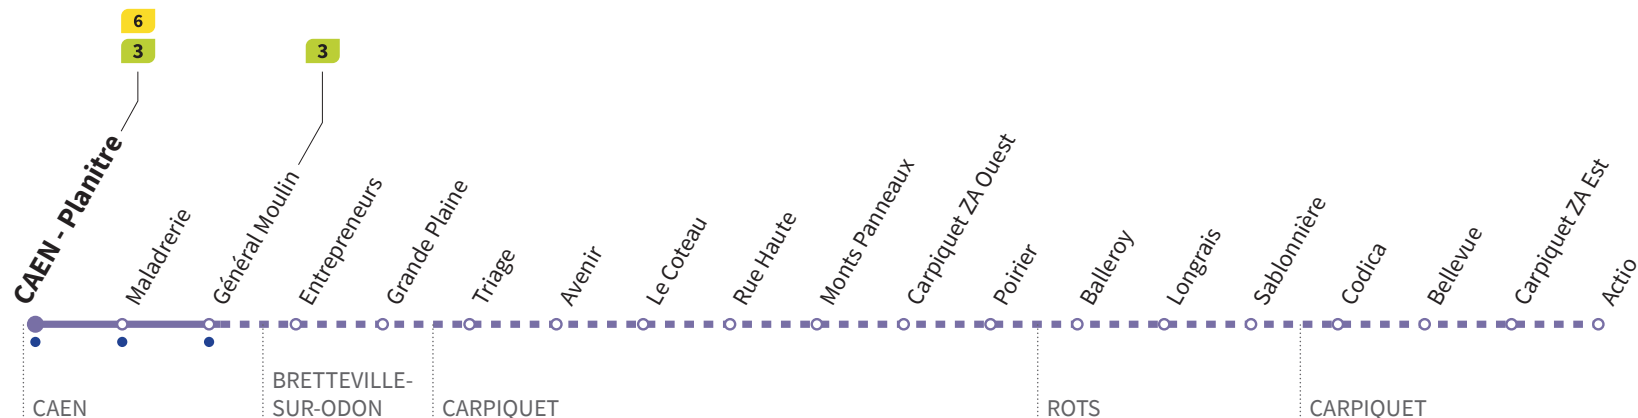 6
3
3
CAEN - Planitre
Maladrerie
Général Moulin
Entrepreneurs
Grande Plaine
Triage
Avenir
Le Coteau
Rue Haute
Monts Panneaux
Carpiquet ZA Ouest
Poirier
Balleroy
Longrais
Sablonnière
Codica
Bellevue
Carpiquet ZA Est
Actio
CAEN
BRETTEVILLE-
SUR-ODON
CARPIQUET
ROTS
CARPIQUET